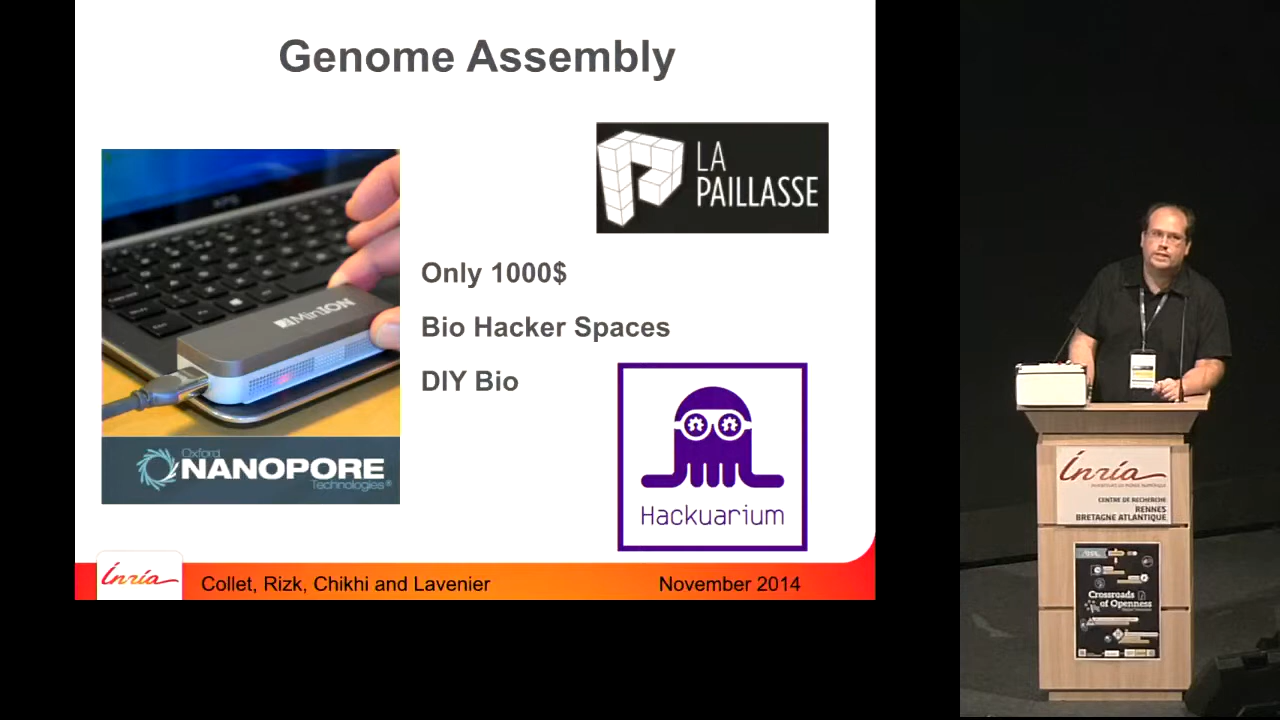 Genome Assembly
LA
PAILLASSE
XPS
MinION
Only 1000$
Bio Hacker Spaces
DIY Bio
Oxford
NANOPORE
Technologies®
Hackuarium
Inria
Collet, Rizk, Chikhi and Lavenier
November 2014
Inria
CENTRE DE RECHERCHE
RENNES
BRETAGNE ATLANTIQUE
Crossroads
of Openness